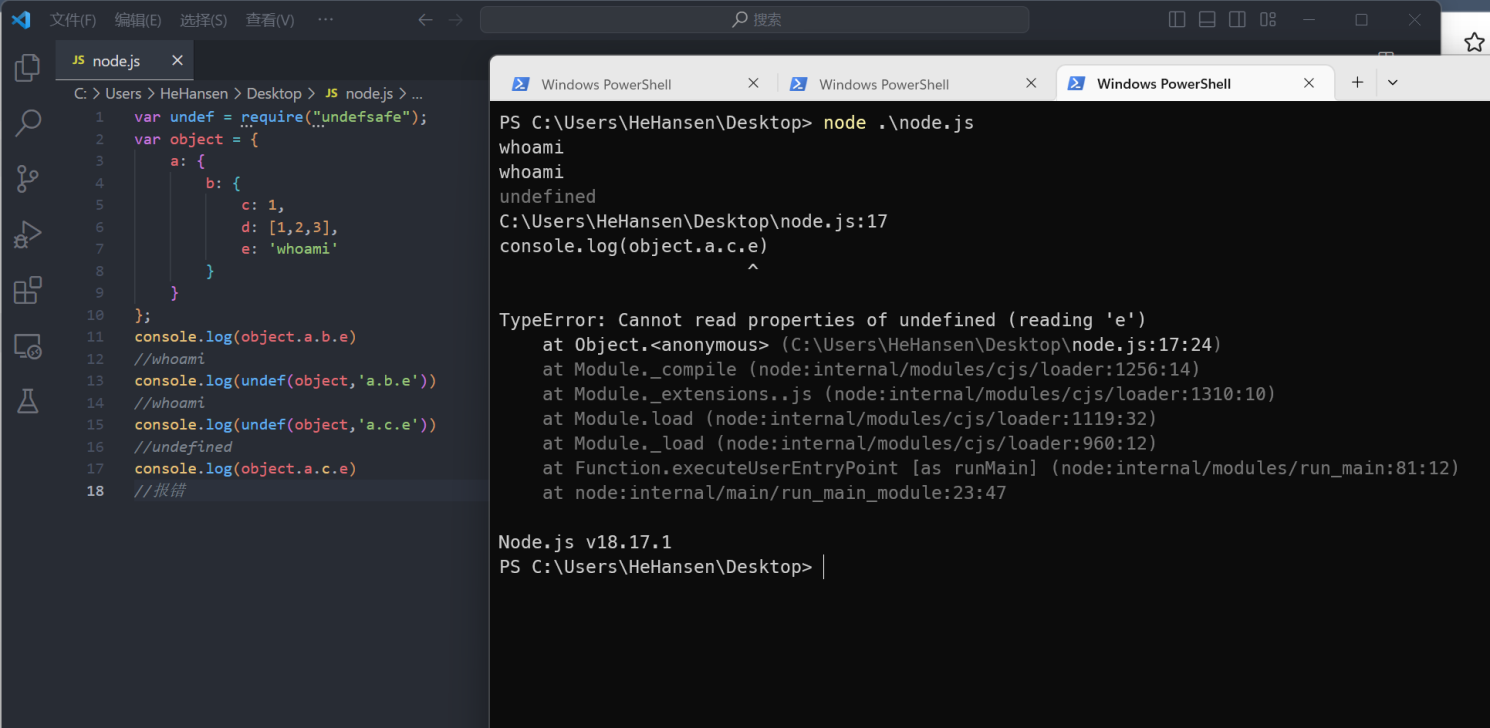 文件(F) 编辑(E) 选择(S) 查看(V) ··· 搜索
JS node.js
C: > Users > HeHansen > Desktop > JS node.js > ...
1 var undef = require("undefsafe");
2 var object = {
3 a: {
4 b: {
5 c: 1,
6 d: [1,2,3],
7 e: 'whoami'
8 }
9 }
10 };
11 console.log(object.a.b.e)
12 //whoami
13 console.log(undef(object,'a.b.e'))
14 //whoami
15 console.log(undef(object,'a.c.e'))
16 //undefined
17 console.log(object.a.c.e)
18 //报错
Windows PowerShell Windows PowerShell Windows PowerShell
PS C:\Users\HeHansen\Desktop> node .\node.js
whoami
whoami
undefined
C:\Users\HeHansen\Desktop\node.js:17
console.log(object.a.c.e)
^
TypeError: Cannot read properties of undefined (reading 'e')
at Object.<anonymous> (C:\Users\HeHansen\Desktop\node.js:17:24)
at Module._compile (node:internal/modules/cjs/loader:1256:14)
at Module._extensions..js (node:internal/modules/cjs/loader:1310:10)
at Module.load (node:internal/modules/cjs/loader:1119:32)
at Module._load (node:internal/modules/cjs/loader:960:12)
at Function.executeUserEntryPoint [as runMain] (node:internal/modules/run_main:81:12)
at node:internal/main/run_main_module:23:47
Node.js v18.17.1
PS C:\Users\HeHansen\Desktop>